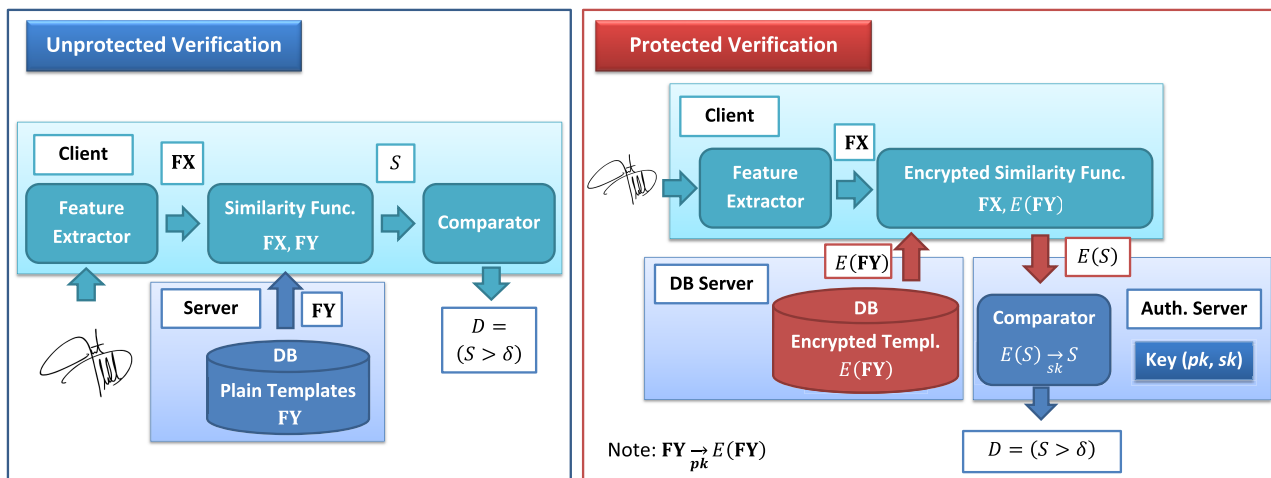 Unprotected Verification
Client
FX
S
Feature
Extractor
Similarity Func.
FX, FY
Comparator
Server
FY
DB
Plain Templates
FY
D =
(S > δ)
Protected Verification
Client
FX
Feature
Extractor
Encrypted Similarity Func.
FX, E(FY)
E(FY)
E(S)
DB Server
DB
Encrypted Templ.
E(FY)
Comparator
E(S) →sk S
Auth. Server
Key (pk, sk)
D = (S > δ)
Note: FY →pk E(FY)